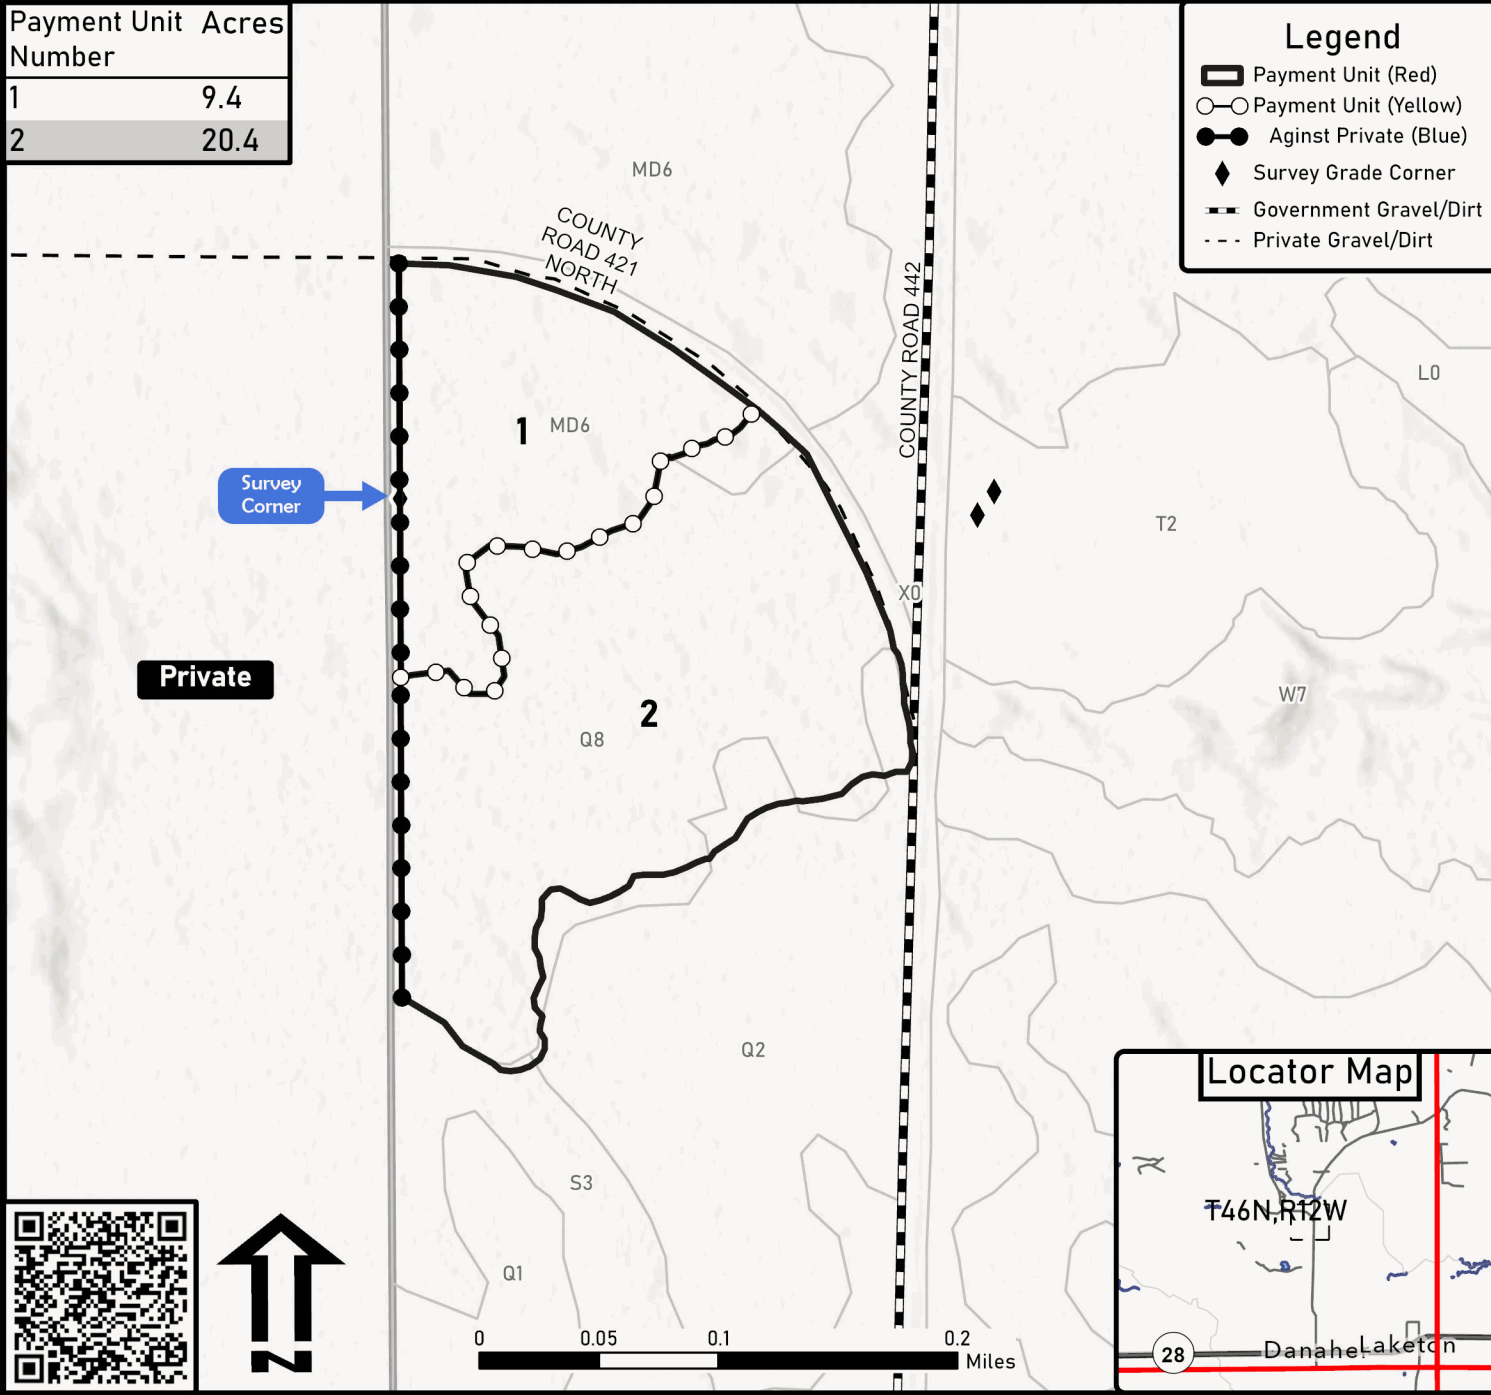 Payment Unit Acres
Number
1 9.4
2 20.4
Legend
Payment Unit (Red)
Payment Unit (Yellow)
Aginst Private (Blue)
Survey Grade Corner
Government Gravel/Dirt
Private Gravel/Dirt
MD6
COUNTY
ROAD 421
NORTH
COUNTY ROAD 442
L0
1
MD6
Survey
Corner
T2
X0
Private
2
W7
Q8
Q2
S3
Q1
N
0 0.05 0.1 0.2
Miles
Locator Map
T46N,R12W
28
Danaher
Laketon